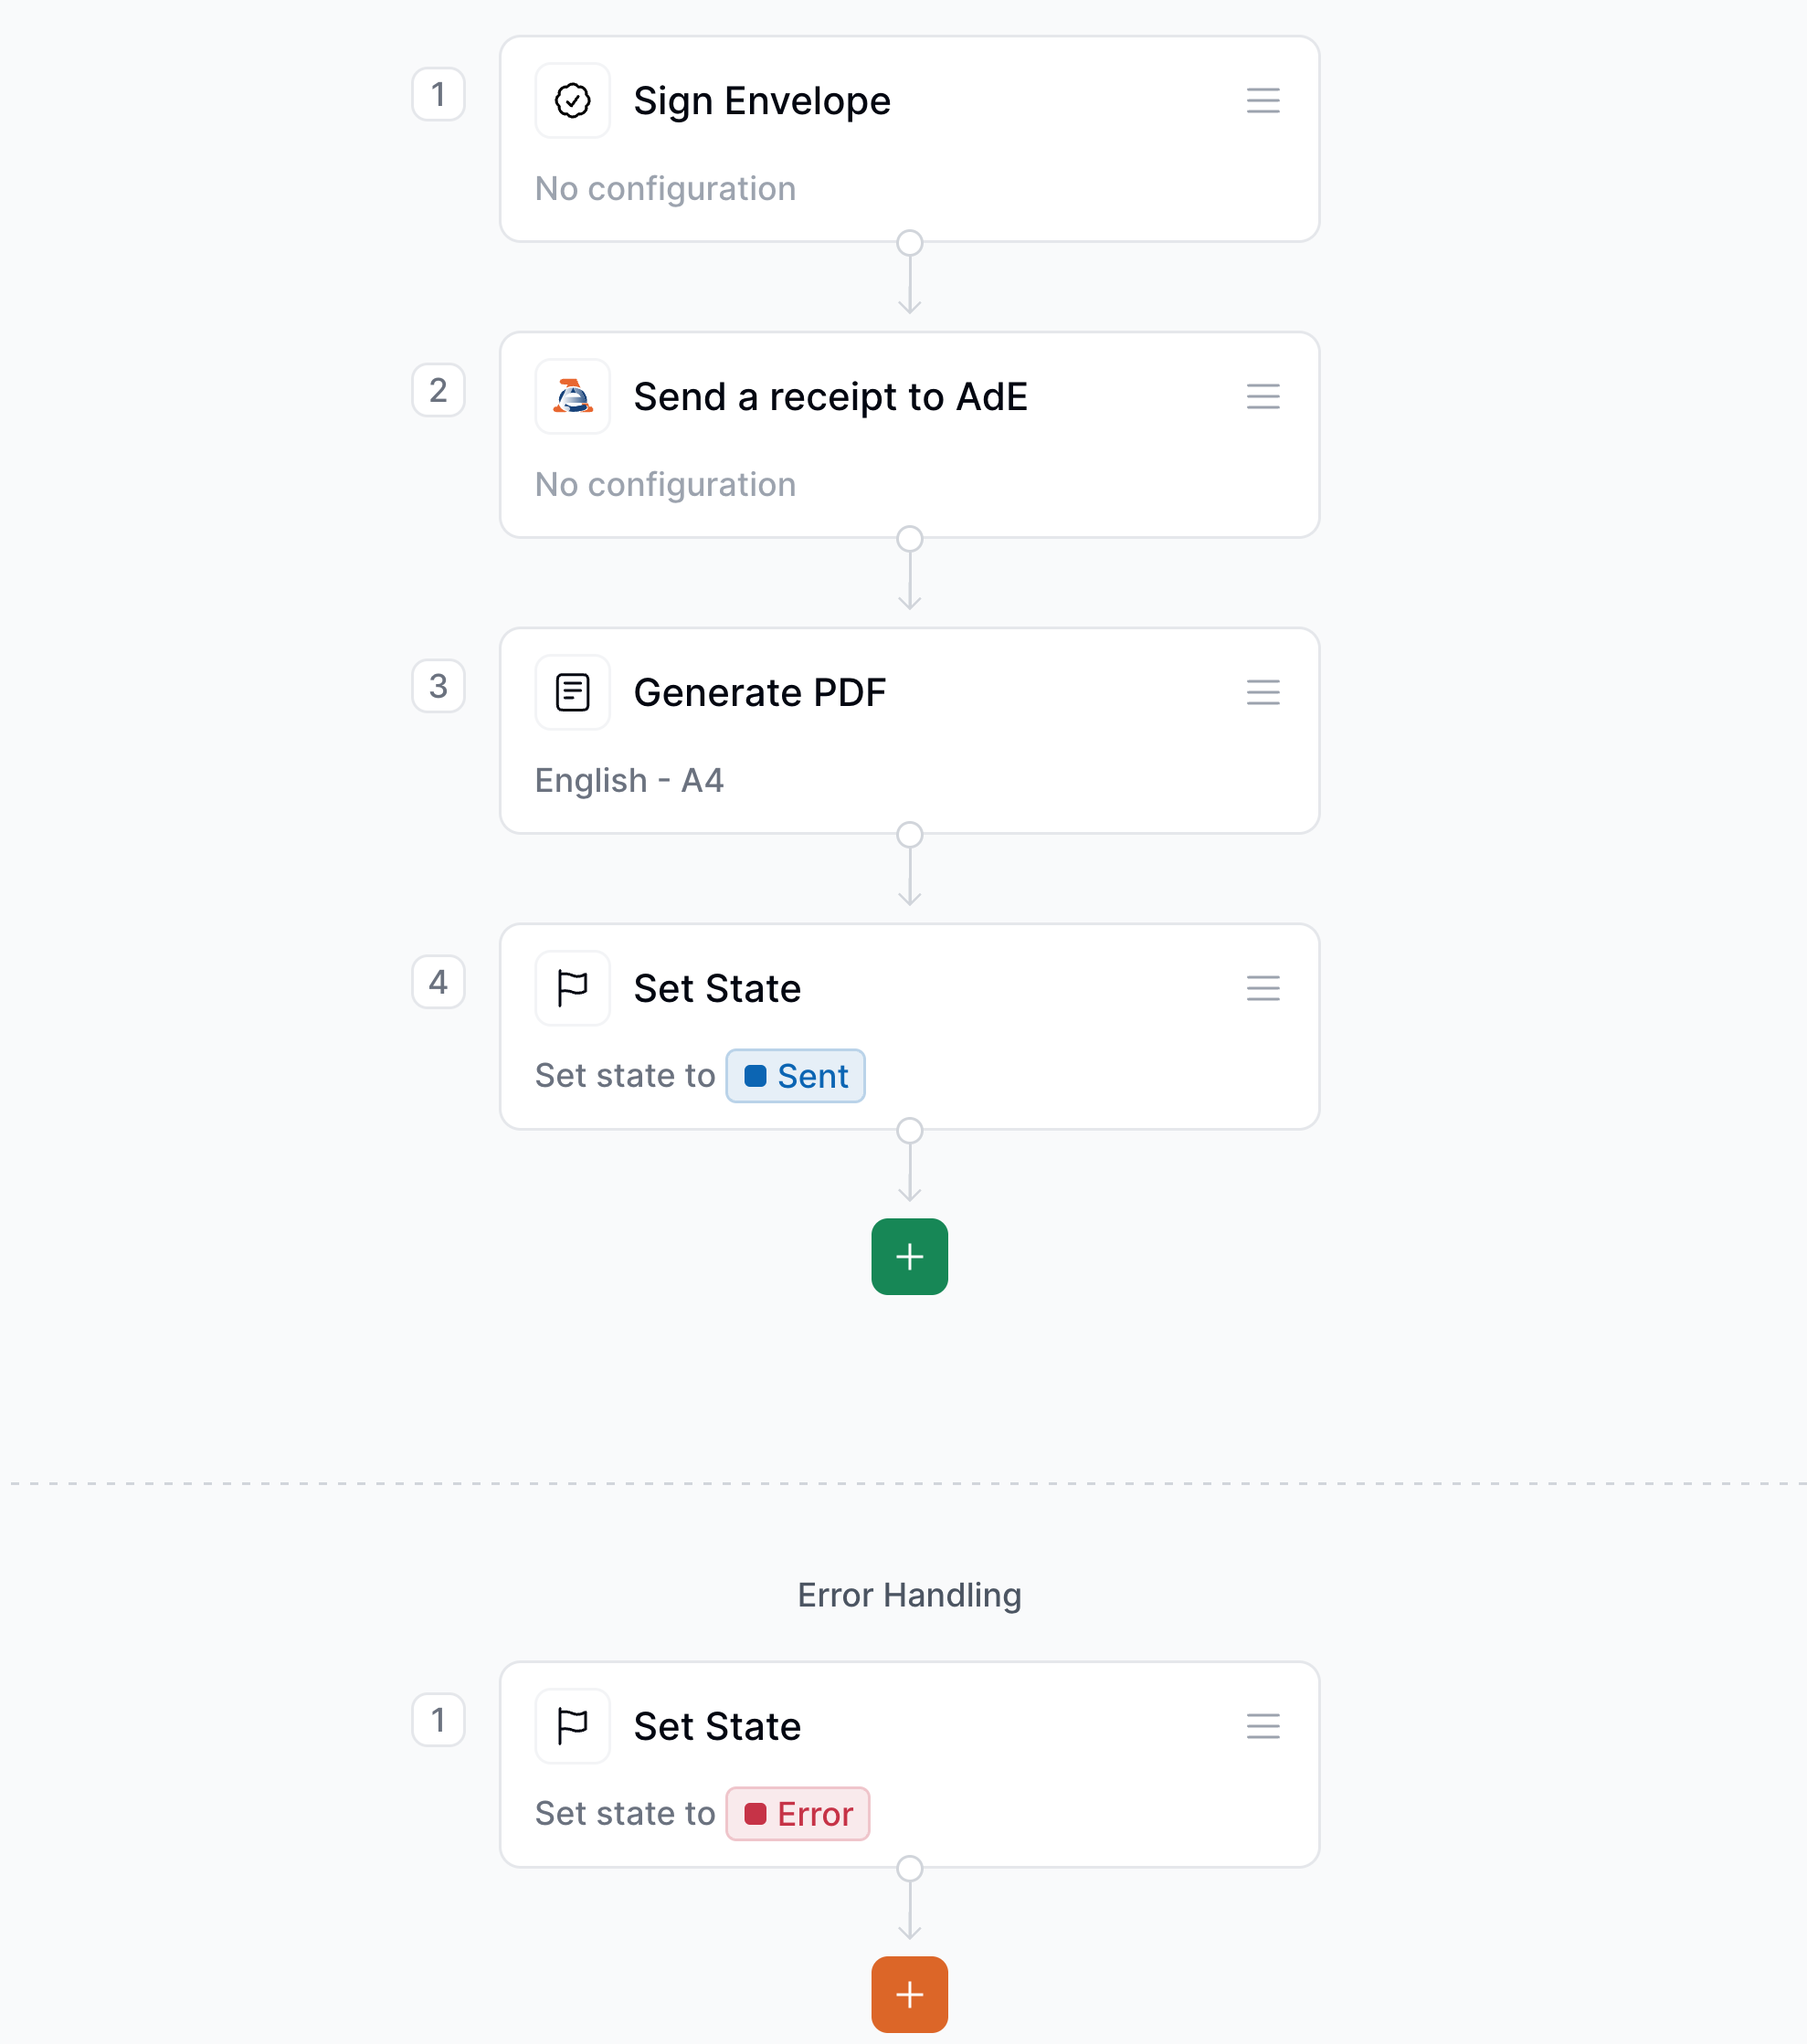 1
Sign Envelope
No configuration
2
Send a receipt to AdE
No configuration
3
Generate PDF
English - A4
4
Set State
Set state to Sent
Error Handling
1
Set State
Set state to Error